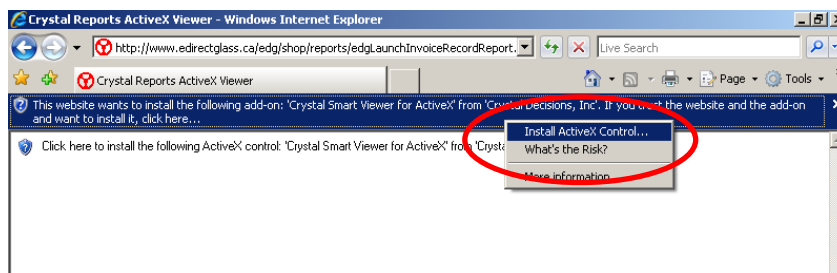 Crystal Reports ActiveX Viewer - Windows Internet Explorer
http://www.edirectglass.ca/edg/shop/reports/edgLaunchInvoiceRecordReport.
Live Search
Crystal Reports ActiveX Viewer
Page
Tools
This website wants to install the following add-on: 'Crystal Smart Viewer for ActiveX' from 'Crystal Decisions, Inc'. If you trust the website and the add-on
and want to install it, click here...
Install ActiveX Control...
Click here to install the following ActiveX control: 'Crystal Smart Viewer for ActiveX' from 'Crysta
What's the Risk?
More information